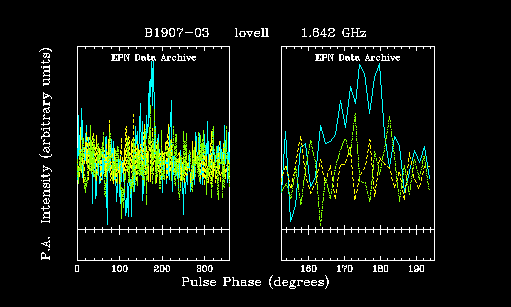 B1907-03 lovell 1.642 GHz
EPN Data Archive EPN Data Archive
P.A. Intensity (arbitrary units)
0 100 200 300 160 170 180 190
Pulse Phase (degrees)